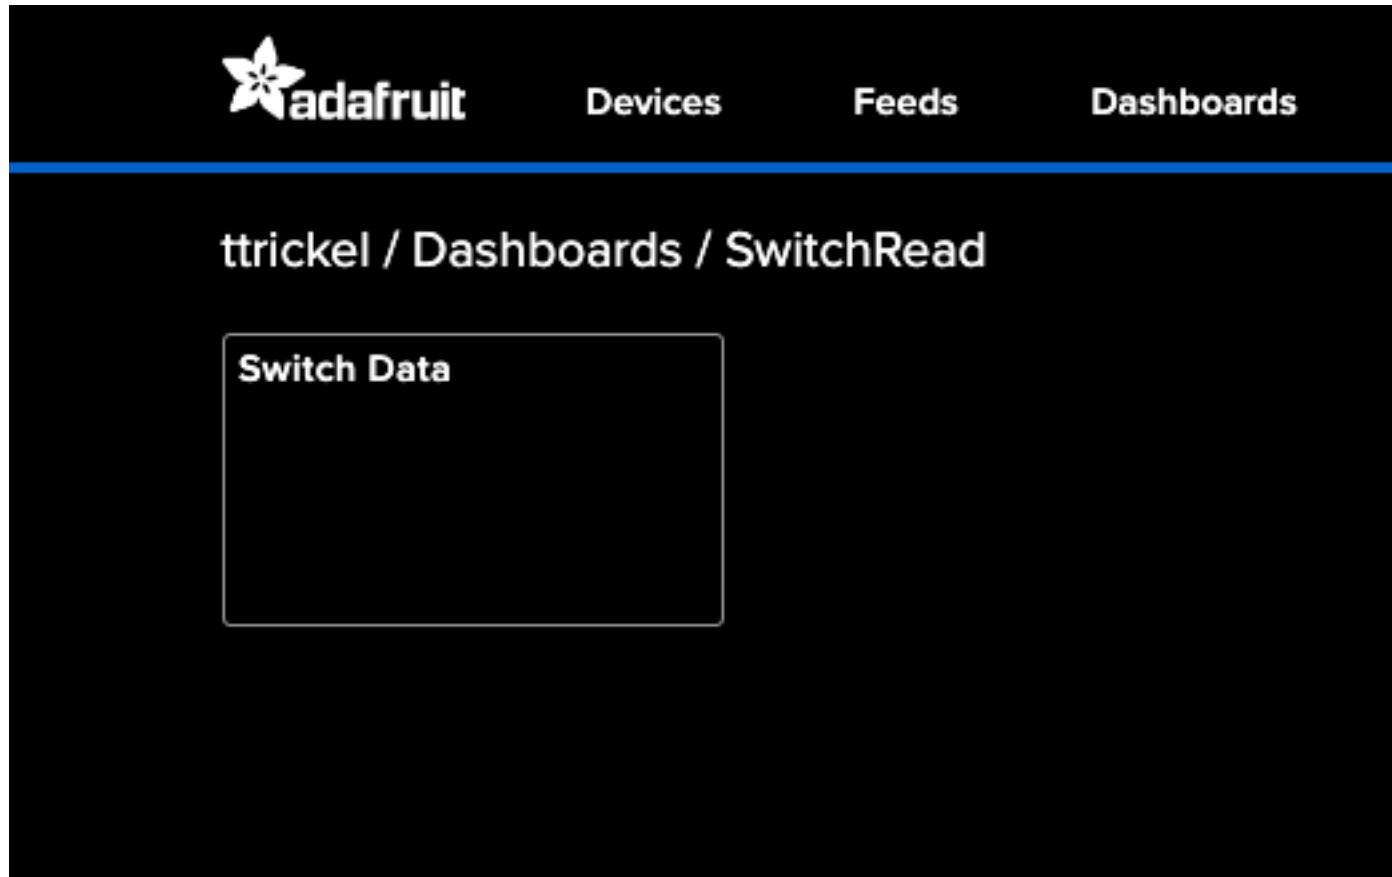 adafruit Devices Feeds Dashboards
ttrickel / Dashboards / SwitchRead
Switch Data